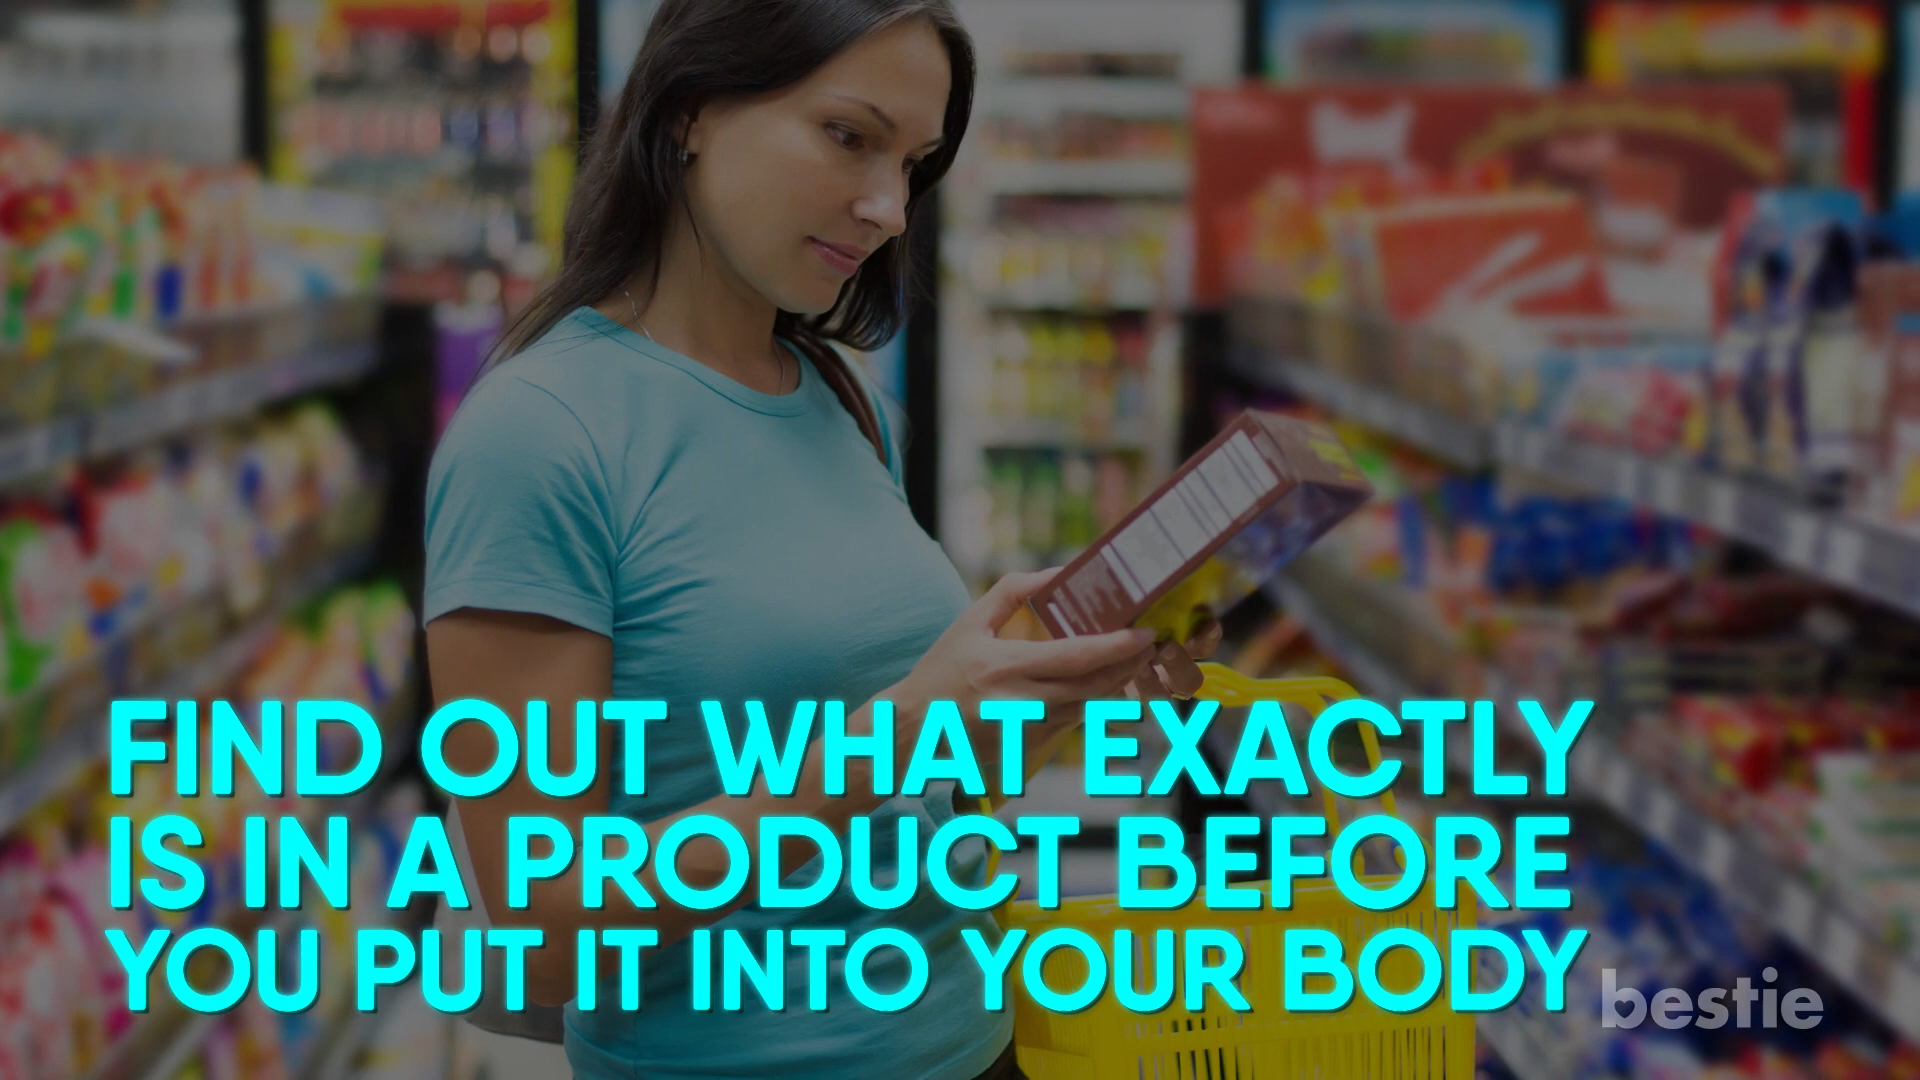 FIND OUT WHAT EXACTLY
IS IN A PRODUCT BEFORE
YOU PUT IT INTO YOUR BODY
bestie